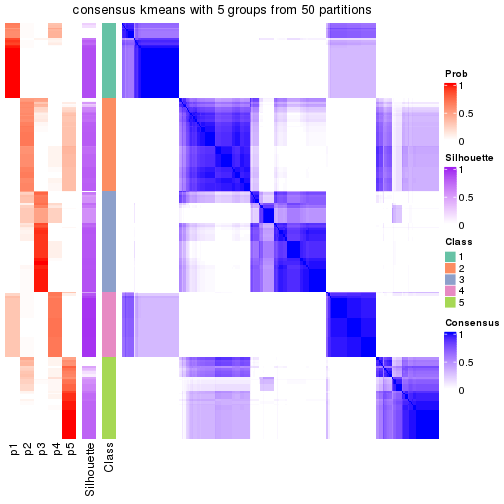 consensus kmeans with 5 groups from 50 partitions
Prob
1
0.5
0
Silhouette
1
0.5
0
Class
1
2
3
4
5
Consensus
1
0.5
0
p1
p2
p3
p4
p5
Silhouette
Class